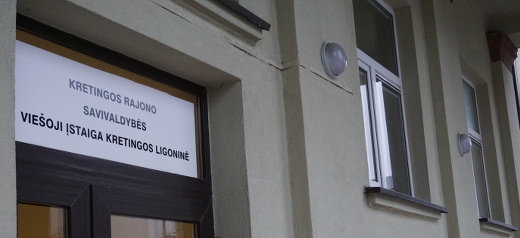 KRETINGOS RAJONO
SAVIVALDYBĖS
VIEŠOJI ĮSTAIGA KRETINGOS LIGONINĖ